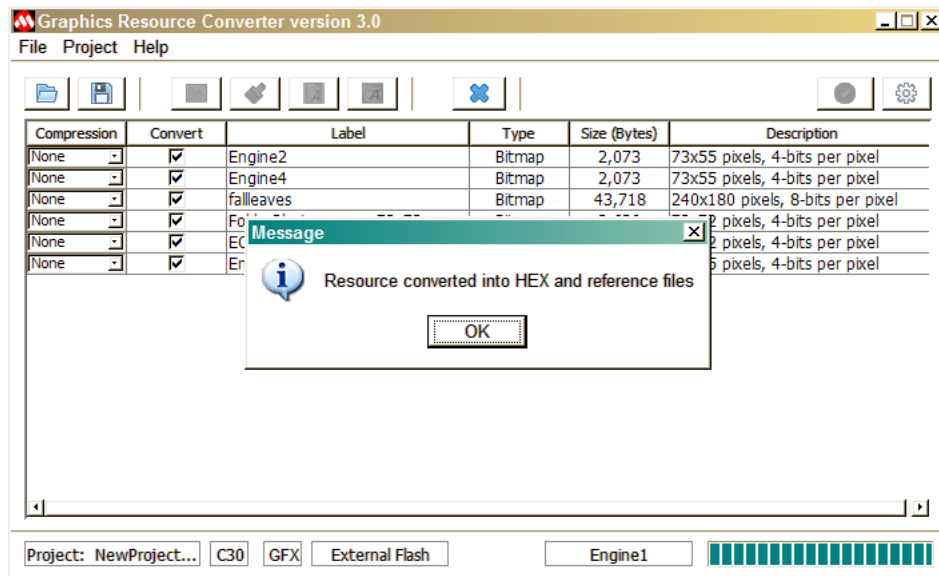 Graphics Resource Converter version 3.0
File Project Help
Compression Convert Label Type Size (Bytes) Description
None Engine2 Bitmap 2,073 73x55 pixels, 4-bits per pixel
None Engine4 Bitmap 2,073 73x55 pixels, 4-bits per pixel
None fallleaves Bitmap 43,718 240x180 pixels, 8-bits per pixel
None pixels, 4-bits per pixel
None pixels, 4-bits per pixel
None pixels, 4-bits per pixel
Message
Resource converted into HEX and reference files
OK
Project: NewProject... C30 GFX External Flash Engine1